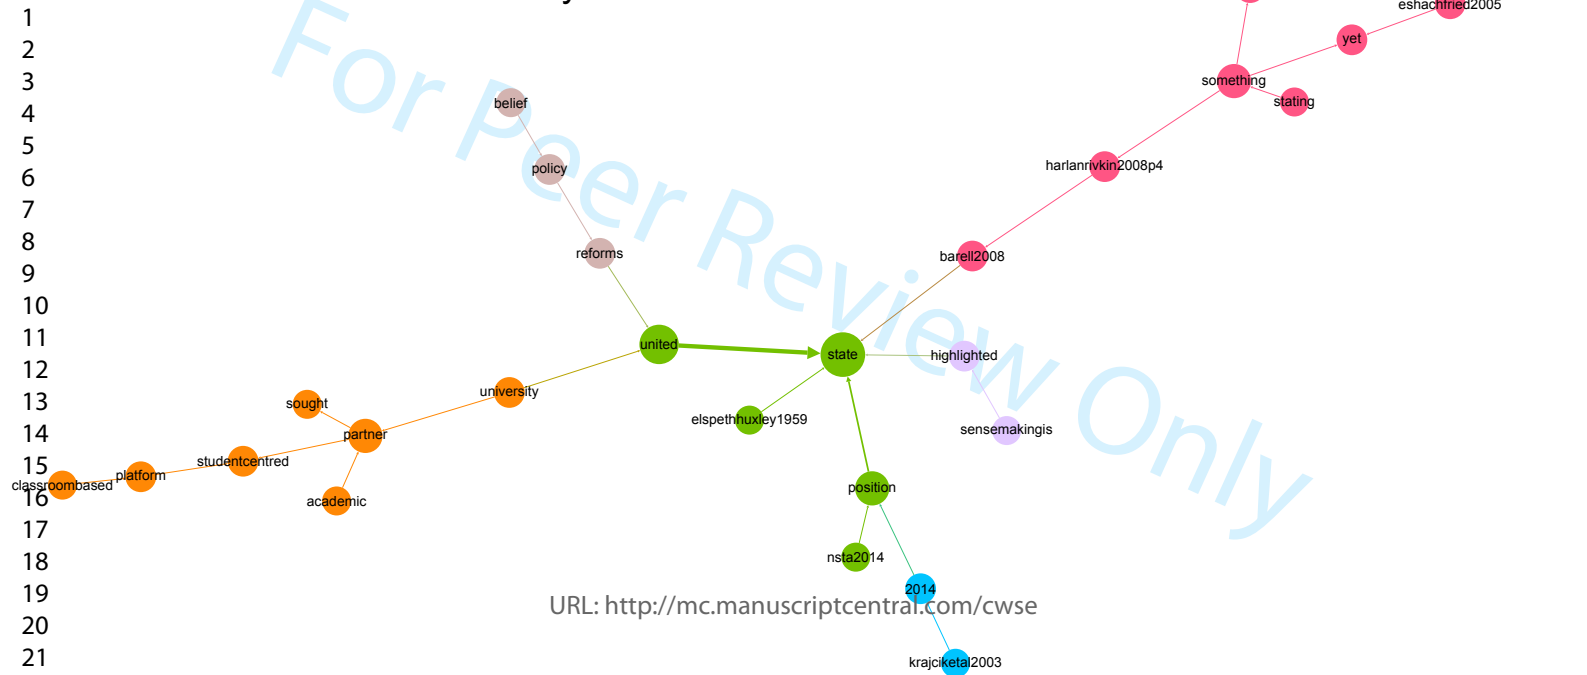 1
eshachfried2005
2
yet
3
something
stating
4
belief
5
harlanrivkin2008p4
6
policy
7
8
reforms
barell2008
9
10
11
united
state
highlighted
12
university
13
sought
elspethhuxley1959
sensemakingis
14
partner
15
studentcentred
platform
classroombased
16
academic
position
17
18
nsta2014
19
2014
URL: http://mc.manuscriptcentral.com/cwse
20
21
krajciketal2003
For Peer Review Only